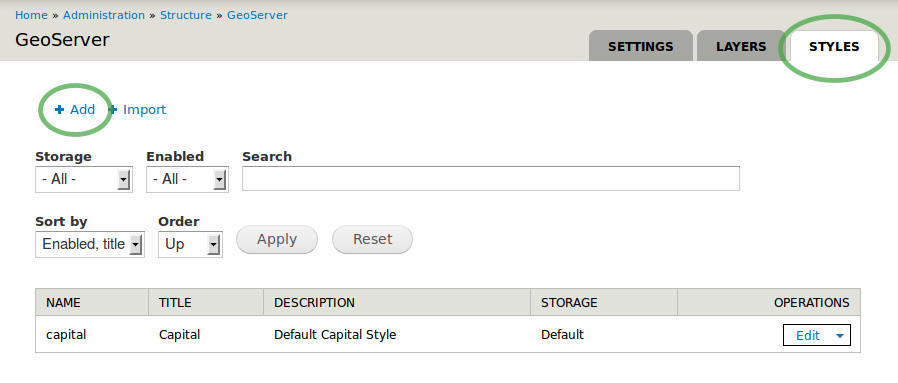 Home » Administration » Structure » GeoServer
GeoServer
SETTINGS LAYERS STYLES
Add Import
Storage Enabled Search
- All - - All -
Sort by Order
Enabled, title Up Apply Reset
NAME TITLE DESCRIPTION STORAGE OPERATIONS
capital Capital Default Capital Style Default Edit